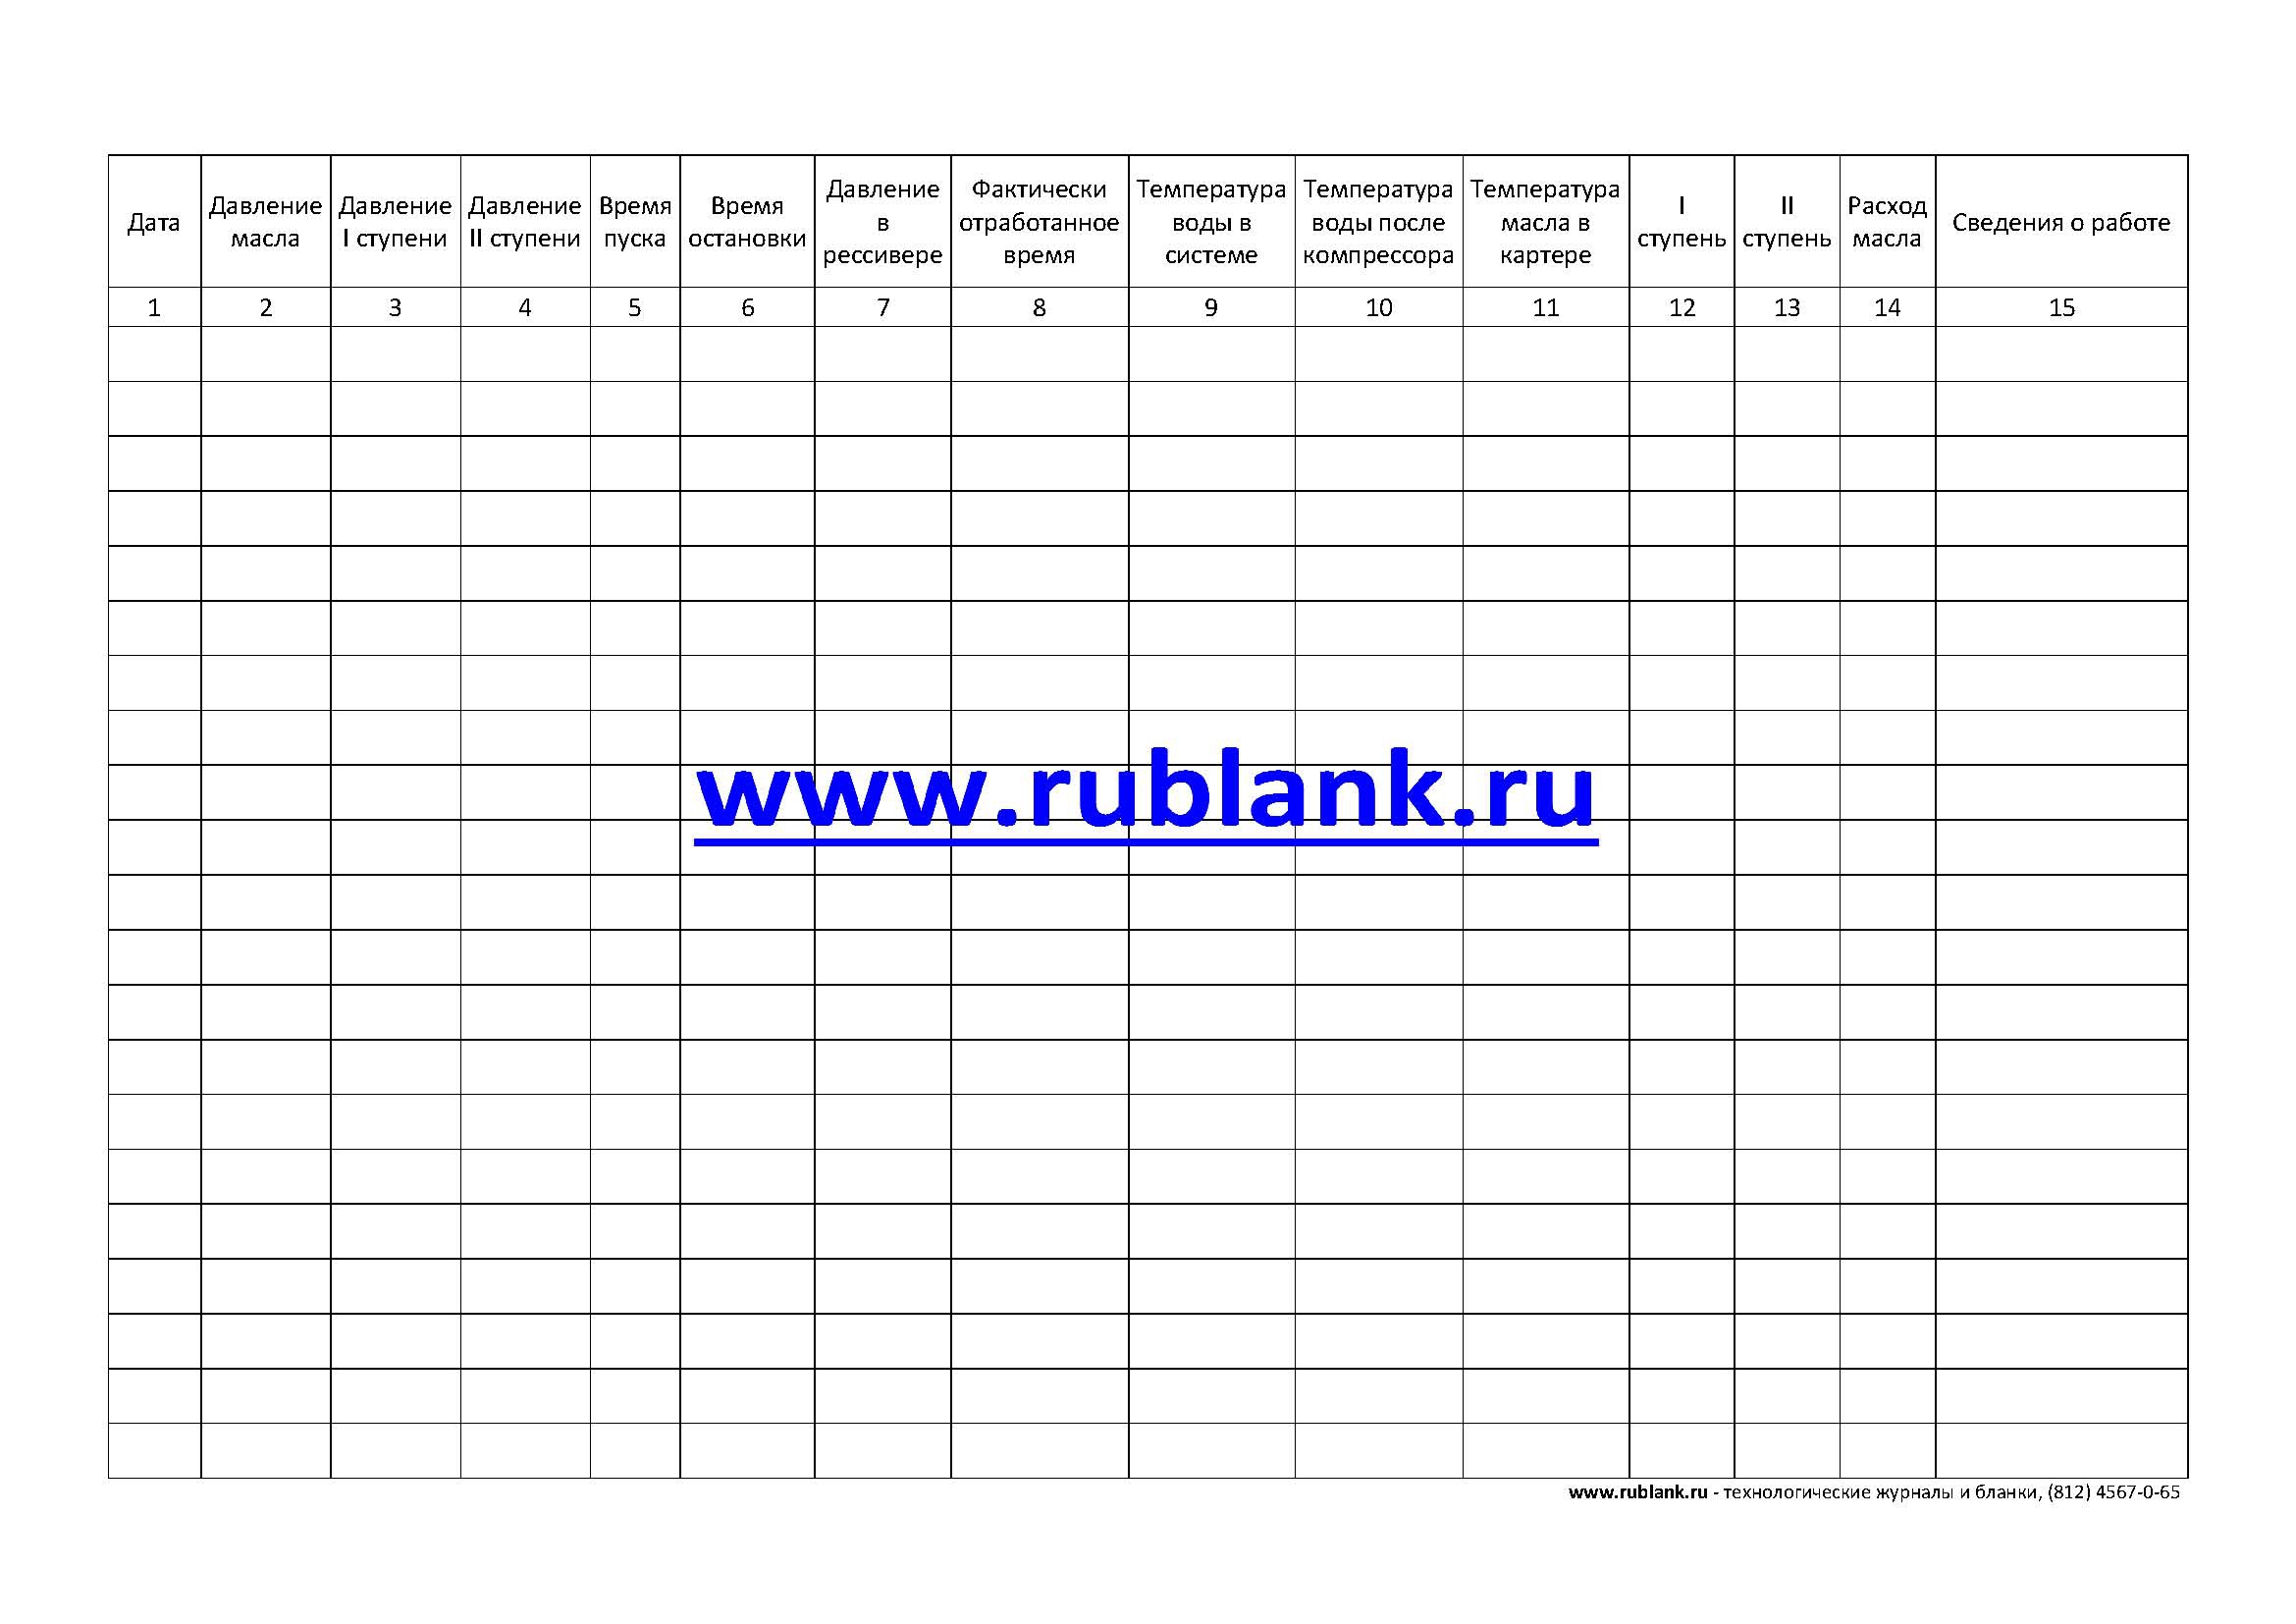 Дата
Давление
масла
Давление
I ступени
Давление
II ступени
Время
пуска
Время
остановки
Давление
в
рессивере
Фактически
отработанное
время
Температура
воды в
системе
Температура
воды после
компрессора
Температура
масла в
картере
I
ступень
II
ступень
Расход
масла
Сведения о работе
1 2 3 4 5 6 7 8 9 10 11 12 13 14 15
www.rublank.ru
www.rublank.ru - технологические журналы и бланки, (812) 4567-0-65